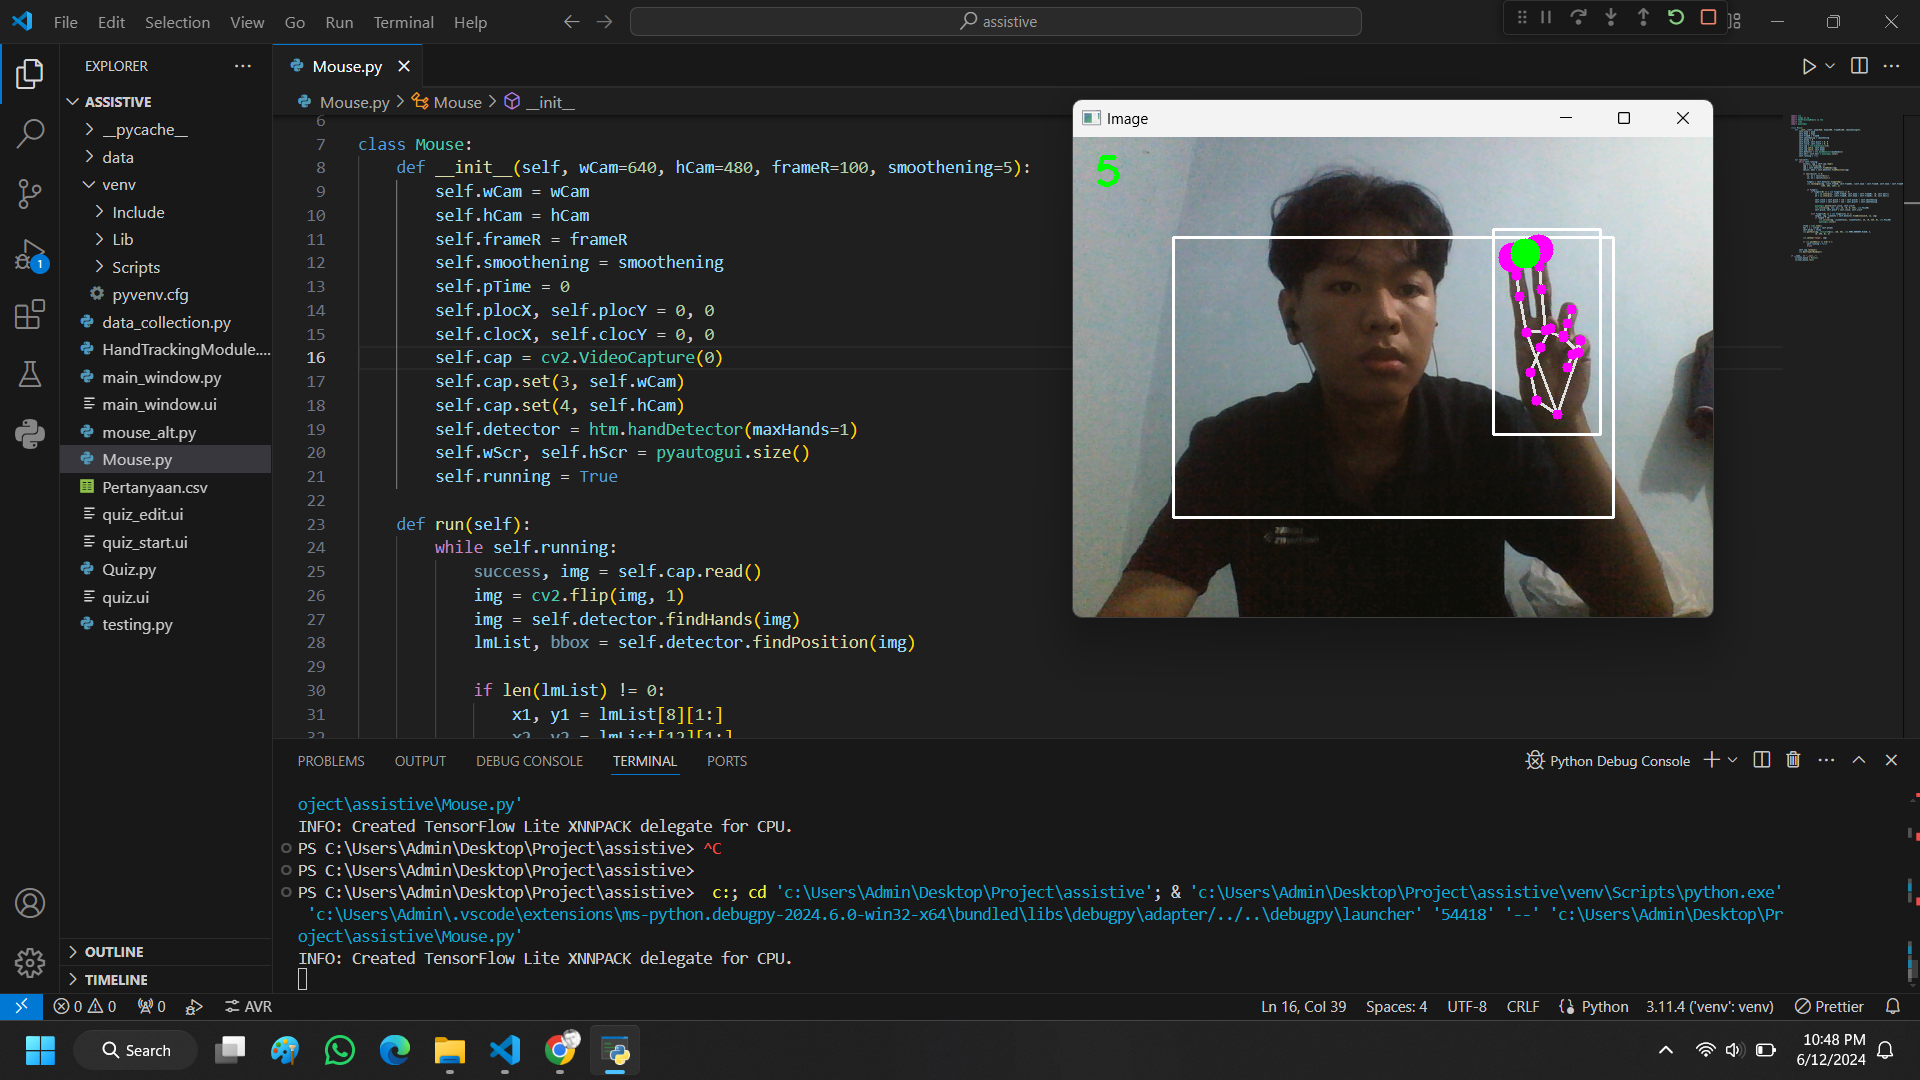 File Edit Selection View Go Run Terminal Help
assistive
EXPLORER
ASSISTIVE
__pycache__
data
venv
Include
Lib
Scripts
pyvenv.cfg
data_collection.py
HandTrackingModule....
main_window.py
main_window.ui
mouse_alt.py
Mouse.py
Pertanyaan.csv
quiz_edit.ui
quiz_start.ui
Quiz.py
quiz.ui
testing.py
OUTLINE
TIMELINE
1
Mouse.py
Mouse.py > Mouse > __init__
6
7 class Mouse:
8 def __init__(self, wCam=640, hCam=480, frameR=100, smoothening=5):
9 self.wCam = wCam
10 self.hCam = hCam
11 self.frameR = frameR
12 self.smoothening = smoothening
13 self.pTime = 0
14 self.plocX, self.plocY = 0, 0
15 self.clocX, self.clocY = 0, 0
16 self.cap = cv2.VideoCapture(0)
17 self.cap.set(3, self.wCam)
18 self.cap.set(4, self.hCam)
19 self.detector = htm.handDetector(maxHands=1)
20 self.wScr, self.hScr = pyautogui.size()
21 self.running = True
22
23 def run(self):
24 while self.running:
25 success, img = self.cap.read()
26 img = cv2.flip(img, 1)
27 img = self.detector.findHands(img)
28 lmList, bbox = self.detector.findPosition(img)
29
30 if len(lmList) != 0:
31 x1, y1 = lmList[8][1:]
32 x2, y2 = lmList[12][1:]
Image
5
PROBLEMS OUTPUT DEBUG CONSOLE TERMINAL PORTS
Python Debug Console
oject\assistive\Mouse.py'
INFO: Created TensorFlow Lite XNNPACK delegate for CPU.
PS C:\Users\Admin\Desktop\Project\assistive> ^C
PS C:\Users\Admin\Desktop\Project\assistive>
PS C:\Users\Admin\Desktop\Project\assistive> c:; cd 'c:\Users\Admin\Desktop\Project\assistive'; & 'c:\Users\Admin\Desktop\Project\assistive\venv\Scripts\python.exe'
'c:\Users\Admin\.vscode\extensions\ms-python.debugpy-2024.6.0-win32-x64\bundled\libs\debugpy\adapter/../..\debugpy\launcher' '54418' '--' 'c:\Users\Admin\Desktop\Pr
oject\assistive\Mouse.py'
INFO: Created TensorFlow Lite XNNPACK delegate for CPU.
0 0 0 AVR
Ln 16, Col 39 Spaces: 4 UTF-8 CRLF Python 3.11.4 ('venv': venv) Prettier
Search
10:48 PM
6/12/2024